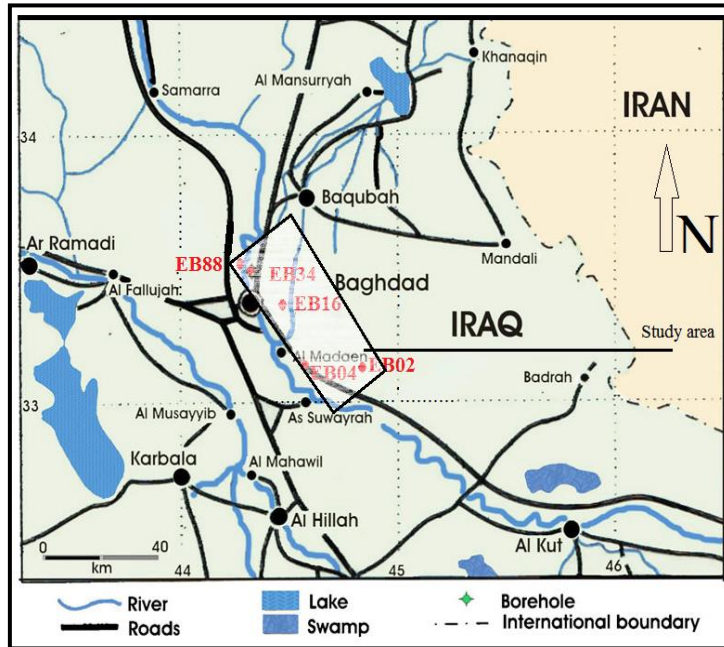 Khanaqin
Al Mansurryah
Samarra
IRAN
34
Baqubah
N
Ar Ramadi
Mandali
EB88
EB34
Baghdad
Al Fallujah
EB16
IRAQ
Study area
Al Madaen
EB02
EB04
Badrah
33
Al Musayyib
As Suwayrah
Karbala
Al Mahawil
Al Hillah
Al Kut
0 40
km
44 45 46
River Lake Borehole
Roads Swamp International boundary